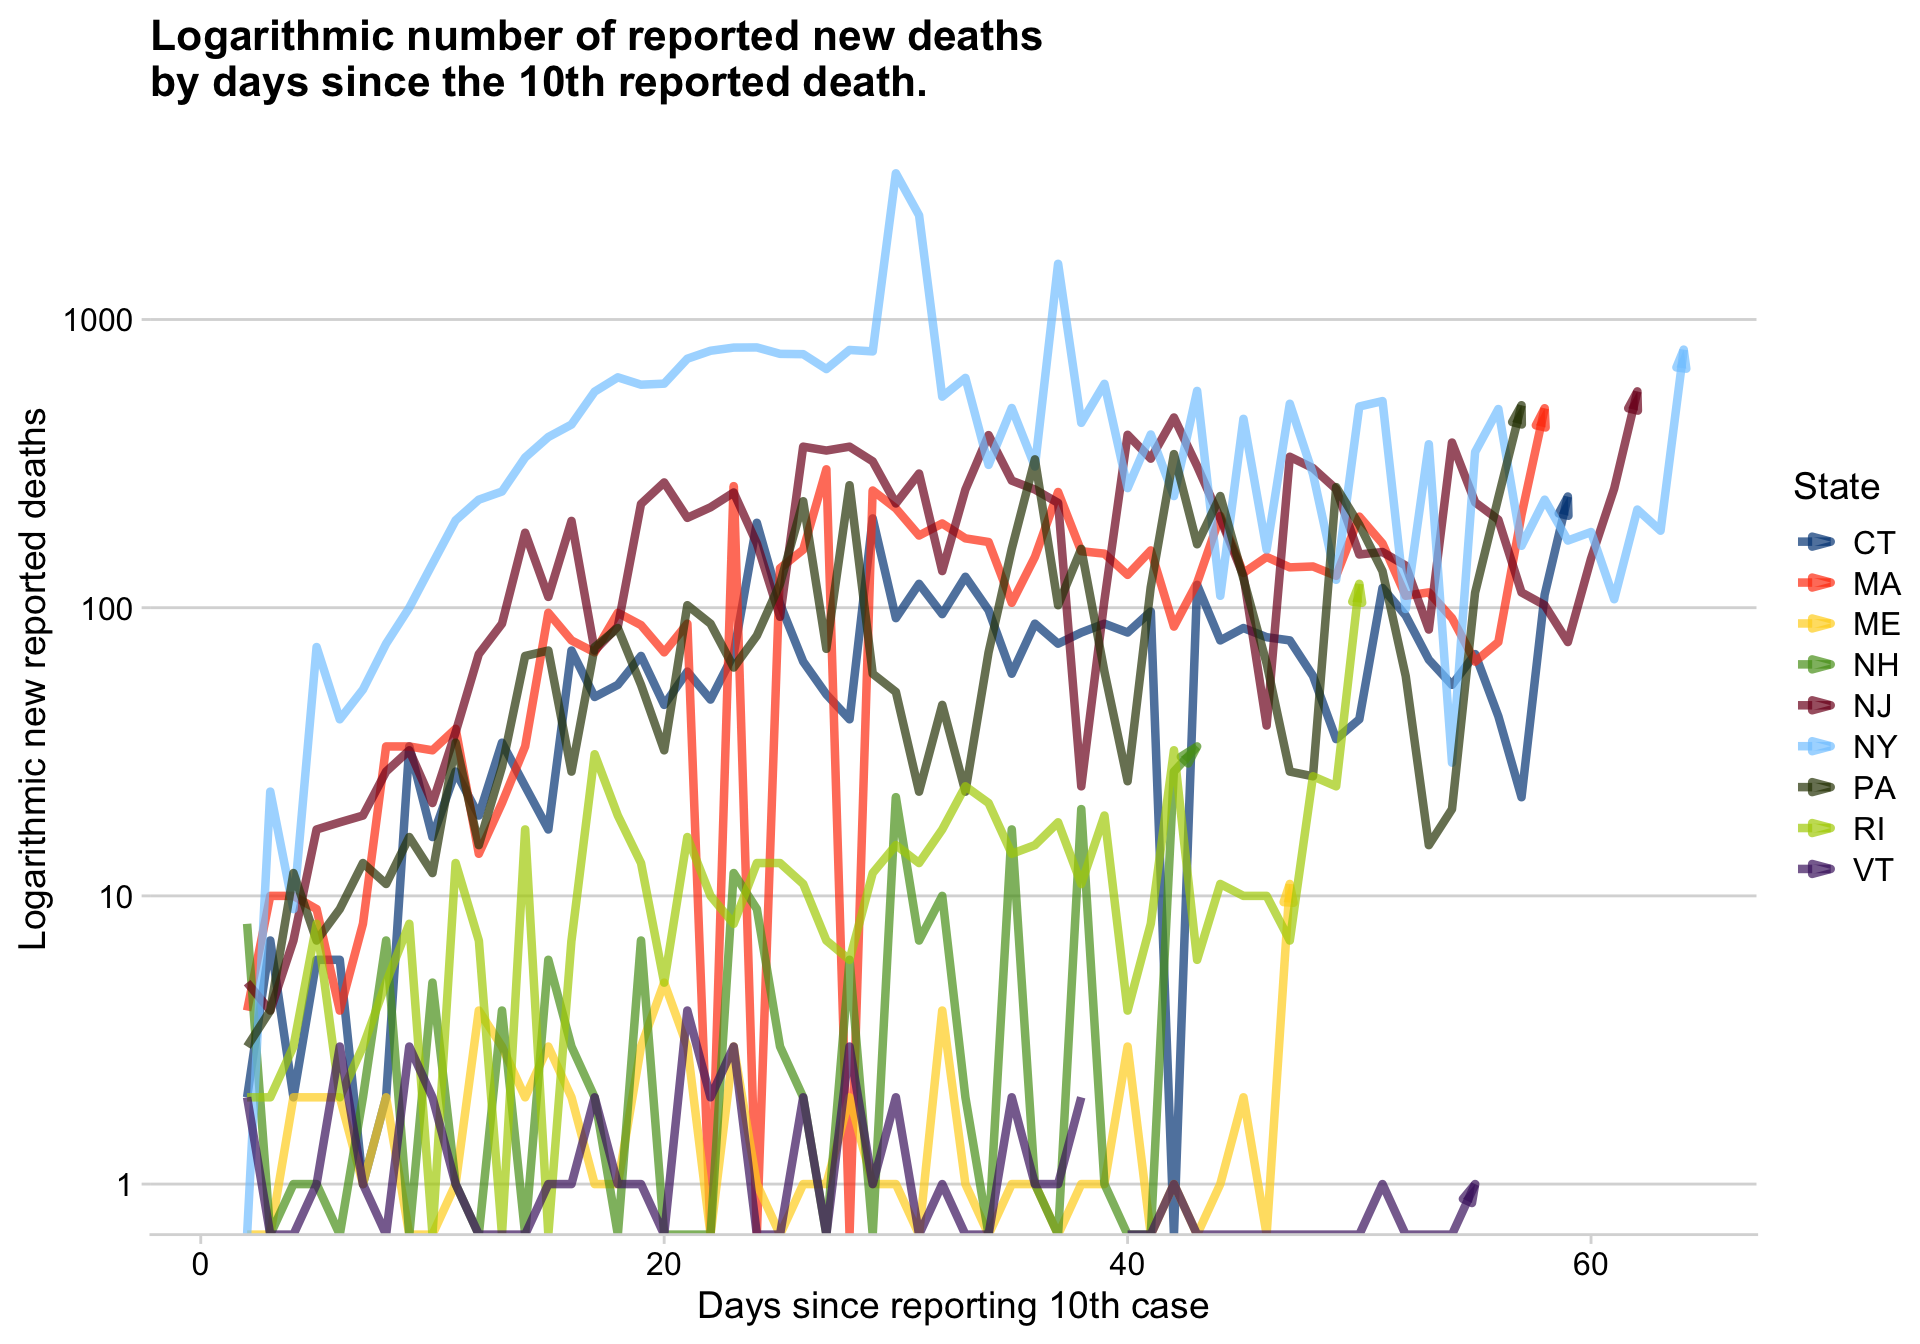 Logarithmic number of reported new deaths
by days since the 10th reported death.
Logarithmic new reported deaths
1000
100
10
1
0
20
40
60
Days since reporting 10th case
State
CT
MA
ME
NH
NJ
NY
PA
RI
VT